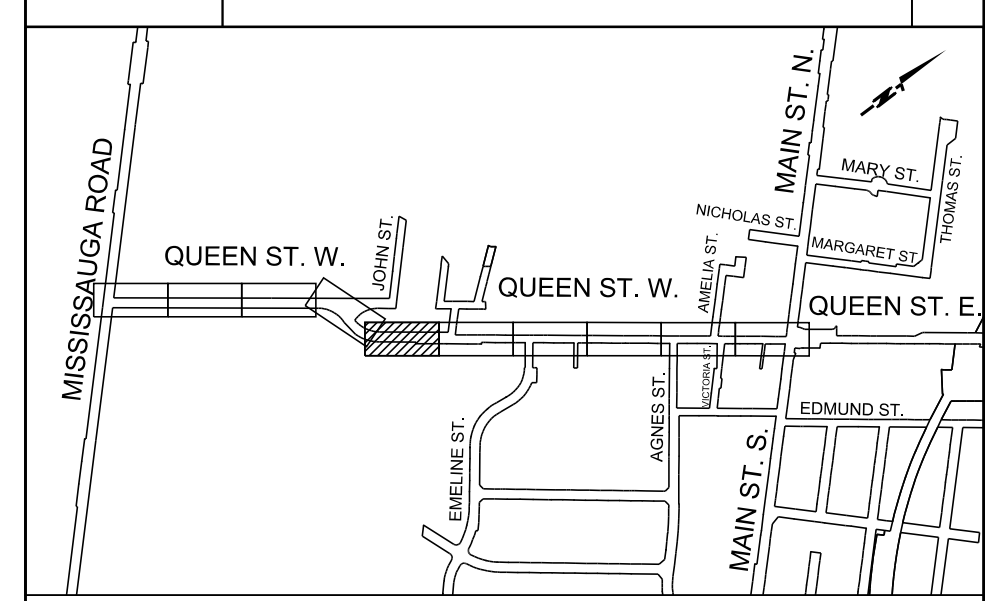 MAIN ST. N.
N
MARY ST.
THOMAS ST.
MISSISSAUGA ROAD
NICHOLAS ST.
JOHN ST.
MARGARET ST.
AMELIA ST.
QUEEN ST. W.
QUEEN ST. W.
QUEEN ST. E.
VICTORIA ST.
AGNES ST.
EDMUND ST.
EMELINE ST.
MAIN ST. S.